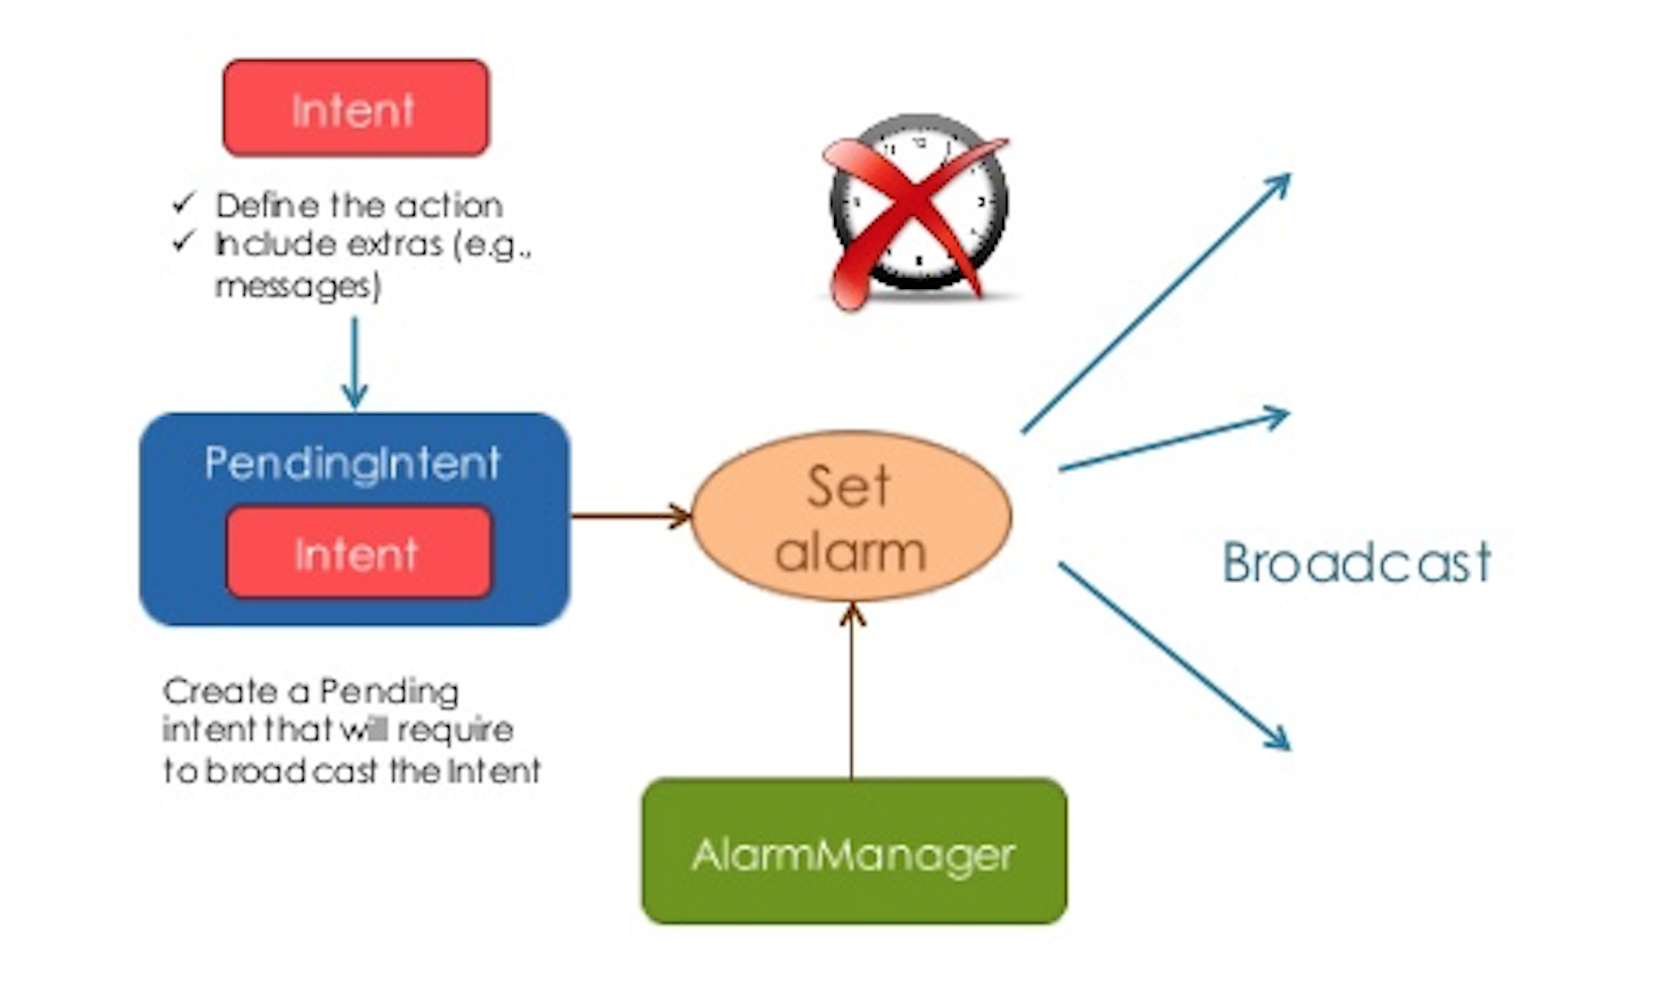 Intent
✓ Define the action
✓ Include extras (e.g.,
messages)
PendingIntent
Intent
Create a Pending
intent that will require
to broadcast the Intent
Set
alarm
AlarmManager
Broadcast